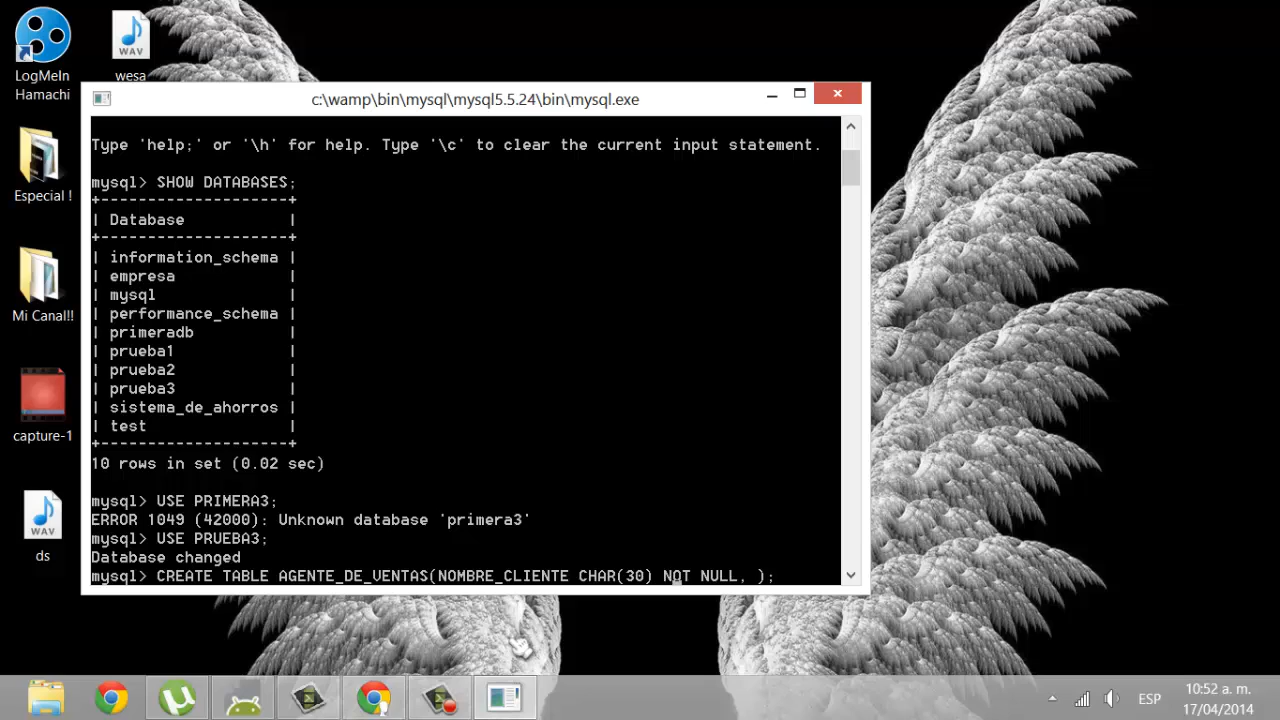 LogMeIn
Hamachi
WAV
wesa
Especial !
Mi Canal!!
capture-1
WAV
ds
c:\wamp\bin\mysql\mysql5.5.24\bin\mysql.exe
Type 'help;' or '\h' for help. Type '\c' to clear the current input statement.
mysql> SHOW DATABASES;
+--------------------+
| Database           |
+--------------------+
| information_schema |
| empresa            |
| mysql              |
| performance_schema |
| primeradb          |
| prueba1            |
| prueba2            |
| prueba3            |
| sistema_de_ahorros |
| test               |
+--------------------+
10 rows in set (0.02 sec)
mysql> USE PRIMERA3;
ERROR 1049 (42000): Unknown database 'primera3'
mysql> USE PRUEBA3;
Database changed
mysql> CREATE TABLE AGENTE_DE_VENTAS(NOMBRE_CLIENTE CHAR(30) NOT NULL, );
ESP
10:52 a. m.
17/04/2014